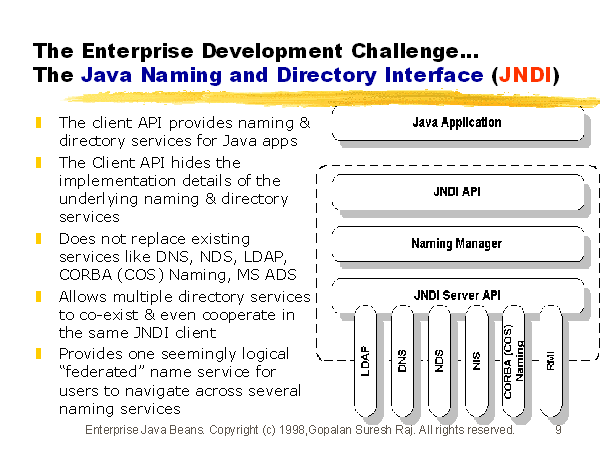 The Enterprise Development Challenge...
The Java Naming and Directory Interface (JNDI)
The client API provides naming &
directory services for Java apps
The Client API hides the
implementation details of the
underlying naming & directory
services
Does not replace existing
services like DNS, NDS, LDAP,
CORBA (COS) Naming, MS ADS
Allows multiple directory services
to co-exist & even cooperate in
the same JNDI client
Provides one seemingly logical
“federated” name service for
users to navigate across several
naming services
Java Application
JNDI API
Naming Manager
JNDI Server API
LDAP
DNS
NDS
NIS
CORBA (COS)
Naming
RMI
Enterprise Java Beans. Copyright (c) 1998,Gopalan Suresh Raj. All rights reserved.
9